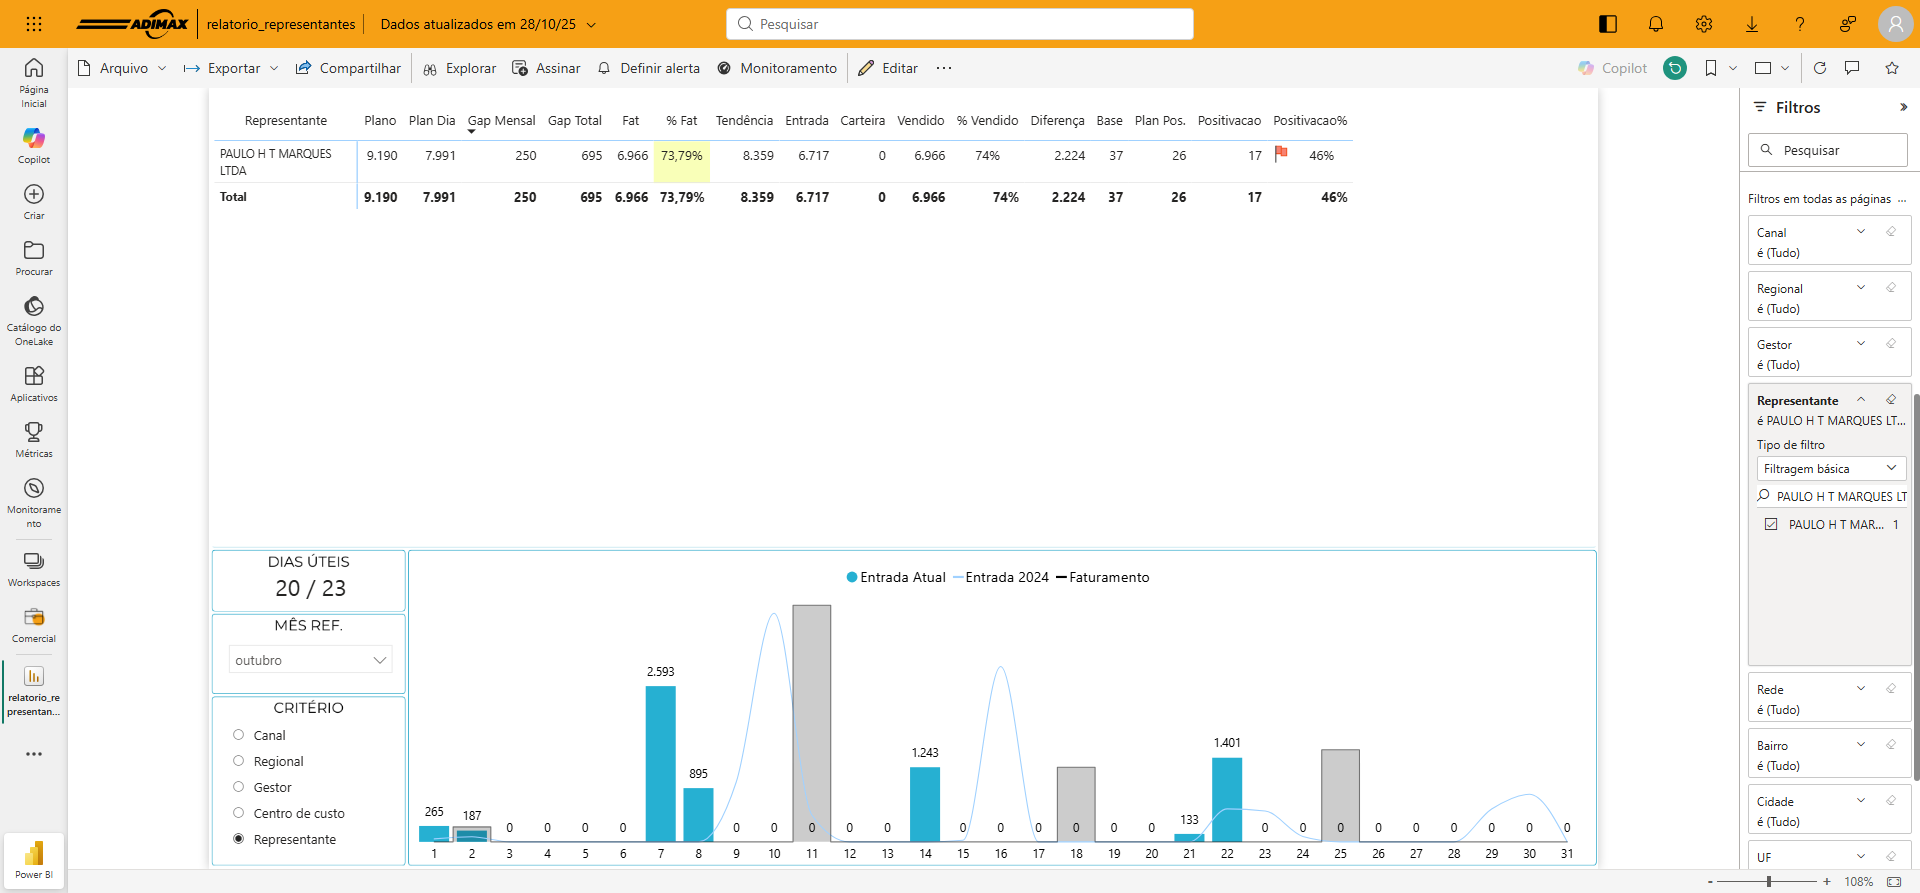 ADIMAX
relatorio_representantes
Dados atualizados em 28/10/25
Pesquisar
Arquivo
Exportar
Compartilhar
Explorar
Assinar
Definir alerta
Monitoramento
Editar
Copilot
Página
Inicial
Copilot
Criar
Procurar
Catálogo do
OneLake
Aplicativos
Métricas
Monitorame
nto
Workspaces
Comercial
relatorio_re
presentan...
Power BI
Representante Plano Plan Dia Gap Mensal Gap Total Fat % Fat Tendência Entrada Carteira Vendido % Vendido Diferença Base Plan Pos. Positivacao Positivacao%
PAULO H T MARQUES
LTDA
9.190 7.991 250 695 6.966 73,79% 8.359 6.717 0 6.966 74% 2.224 37 26 17 46%
Total 9.190 7.991 250 695 6.966 73,79% 8.359 6.717 0 6.966 74% 2.224 37 26 17 46%
DIAS ÚTEIS
20 / 23
MÊS REF.
outubro
CRITÉRIO
Canal
Regional
Gestor
Centro de custo
Representante
Entrada Atual Entrada 2024 Faturamento
265 187 0 0 0 0 2.593 895 0 0 0 0 0 1.243 0 0 0 0 0 0 133 1.401 0 0 0 0 0 0 0 0 0
1 2 3 4 5 6 7 8 9 10 11 12 13 14 15 16 17 18 19 20 21 22 23 24 25 26 27 28 29 30 31
Filtros
Pesquisar
Filtros em todas as páginas ...
Canal
é (Tudo)
Regional
é (Tudo)
Gestor
é (Tudo)
Representante
é PAULO H T MARQUES LT...
Tipo de filtro
Filtragem básica
PAULO H T MARQUES LT
PAULO H T MAR... 1
Rede
é (Tudo)
Bairro
é (Tudo)
Cidade
é (Tudo)
UF
- + 108%